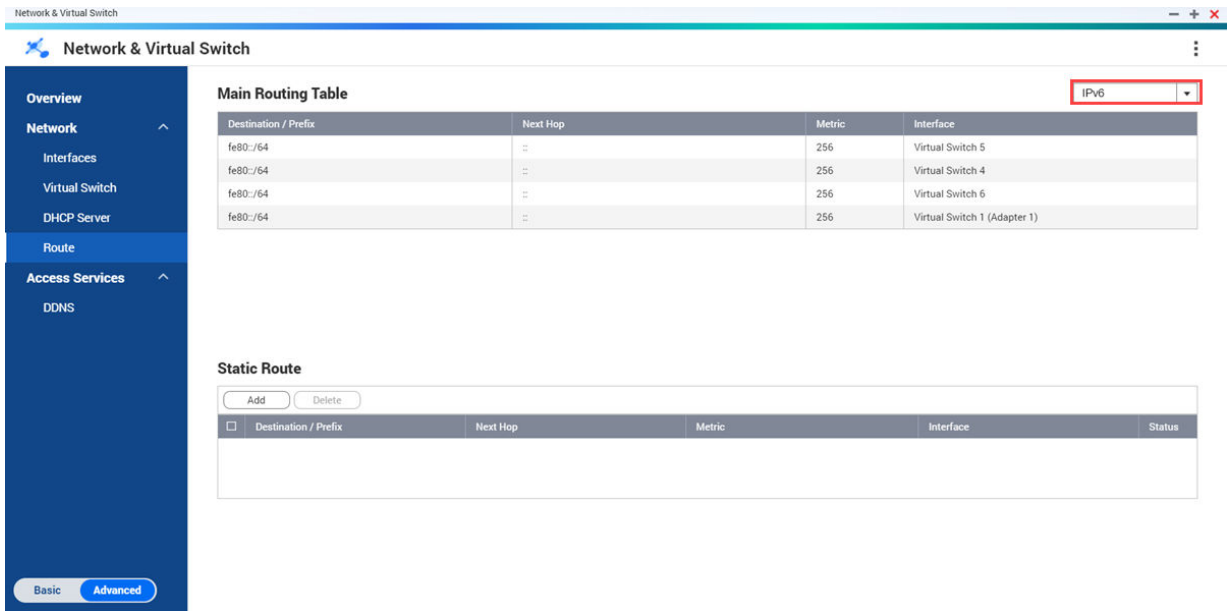 Network & Virtual Switch
Network & Virtual Switch
Overview
Network
Interfaces
Virtual Switch
DHCP Server
Route
Access Services
DDNS
Basic Advanced
Main Routing Table
IPv6
Destination / Prefix Next Hop Metric Interface
fe80::/64 :: 256 Virtual Switch 5
fe80::/64 :: 256 Virtual Switch 4
fe80::/64 :: 256 Virtual Switch 6
fe80::/64 :: 256 Virtual Switch 1 (Adapter 1)
Static Route
Add Delete
Destination / Prefix Next Hop Metric Interface Status